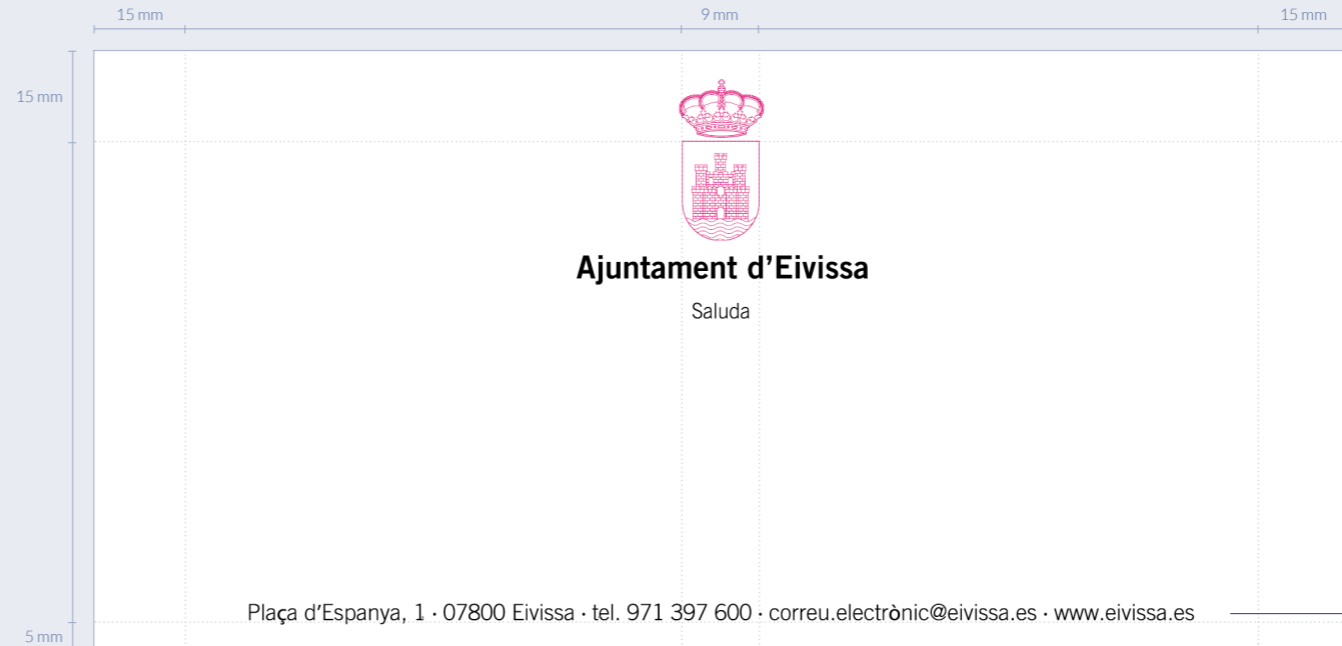 15 mm 9 mm 15 mm
15 mm
Ajuntament d’Eivissa
Saluda
Plaça d’Espanya, 1 · 07800 Eivissa · tel. 971 397 600 · correu.electrònic@eivissa.es · www.eivissa.es
5 mm